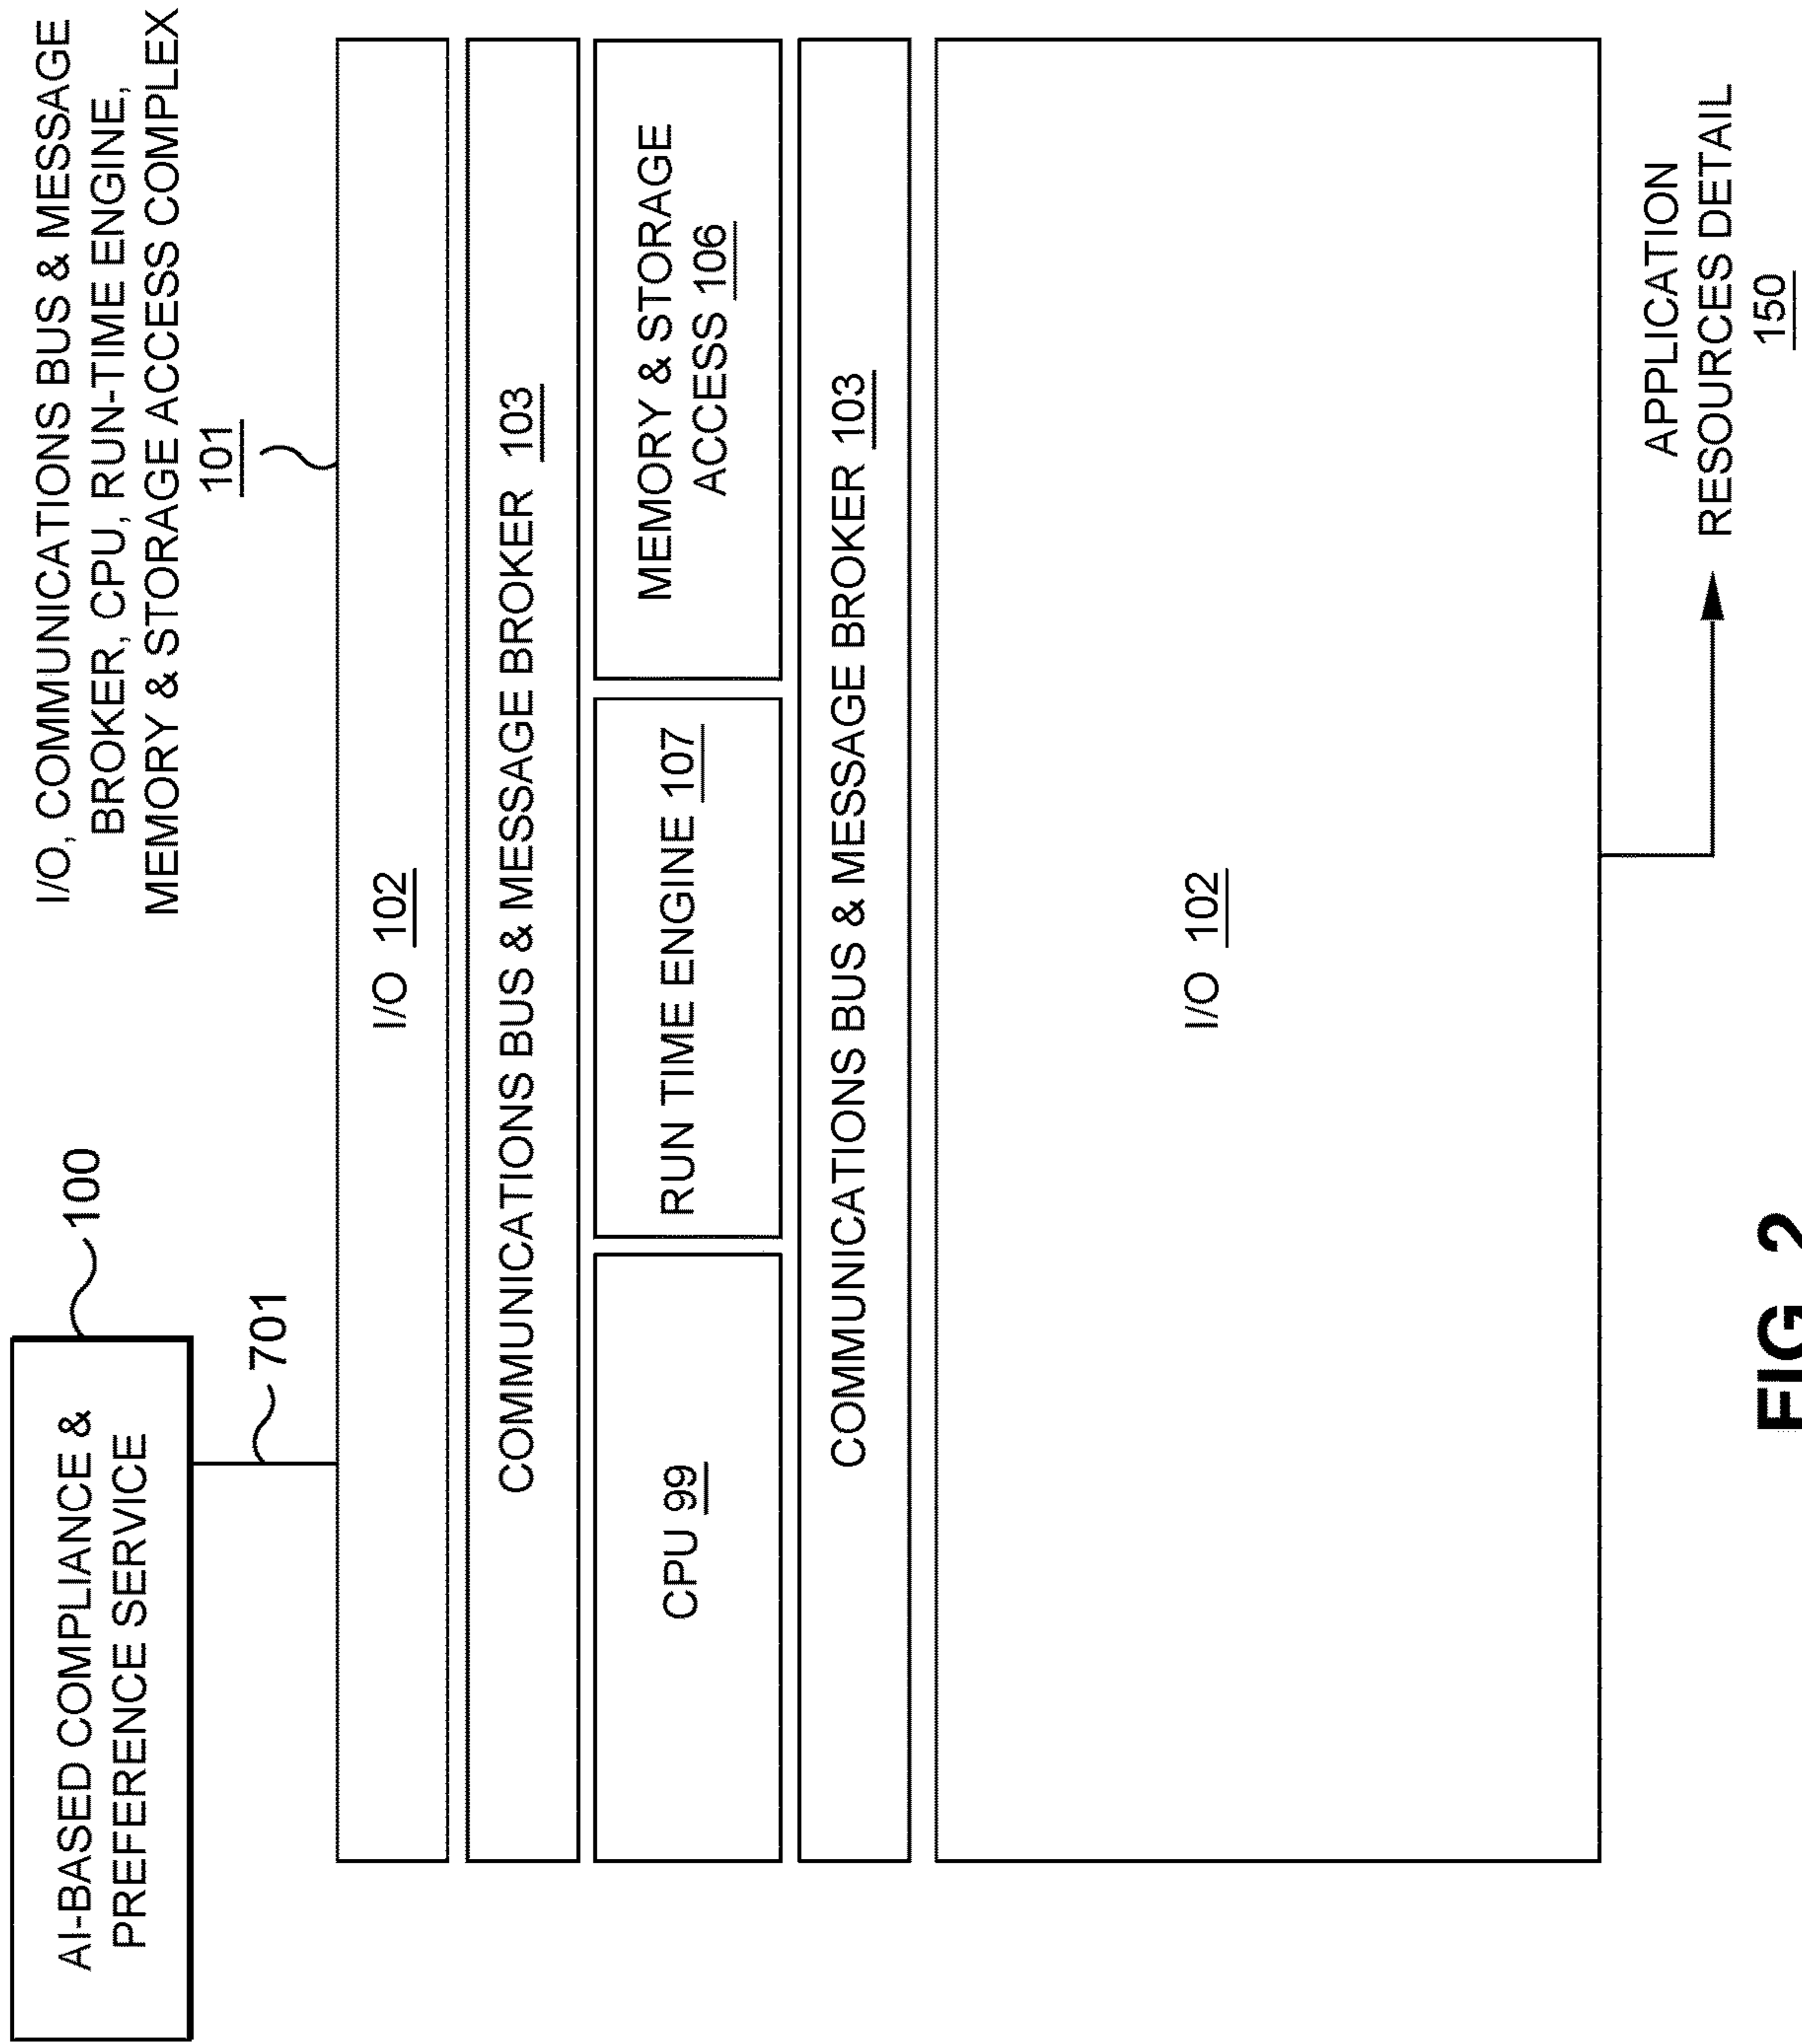 AI-BASED COMPLIANCE &
PREFERENCE SERVICE
100
701
I/O, COMMUNICATIONS BUS & MESSAGE
BROKER, CPU, RUN-TIME ENGINE,
MEMORY & STORAGE ACCESS COMPLEX
101
I/O 102
COMMUNICATIONS BUS & MESSAGE BROKER 103
CPU 99
RUN TIME ENGINE 107
MEMORY & STORAGE
ACCESS 106
COMMUNICATIONS BUS & MESSAGE BROKER 103
I/O 102
APPLICATION
RESOURCES DETAIL
150
FIG. 2